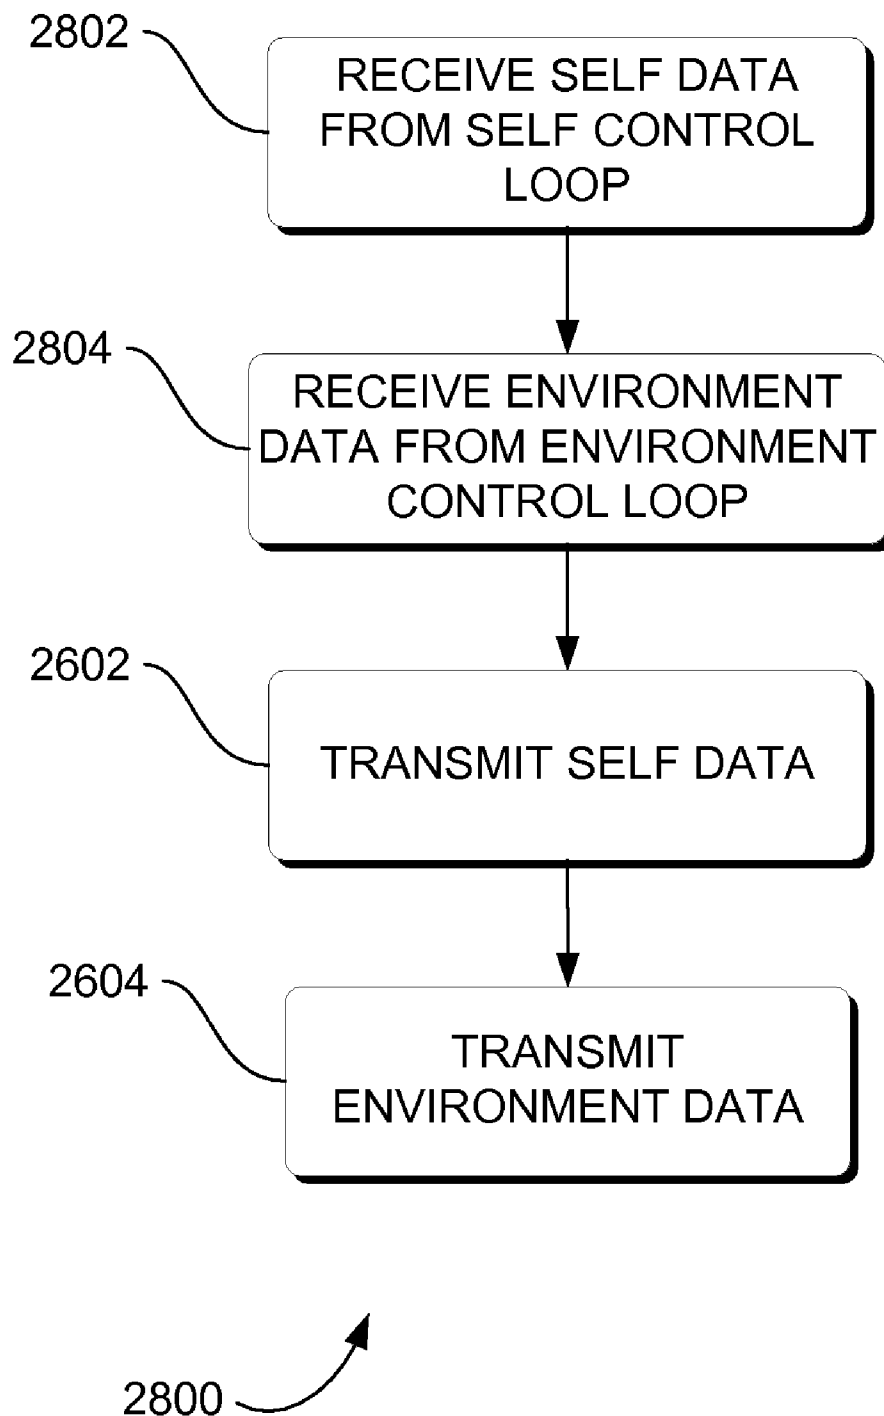 2802
RECEIVE SELF DATA
FROM SELF CONTROL
LOOP
2804
RECEIVE ENVIRONMENT
DATA FROM ENVIRONMENT
CONTROL LOOP
2602
TRANSMIT SELF DATA
2604
TRANSMIT
ENVIRONMENT DATA
2800